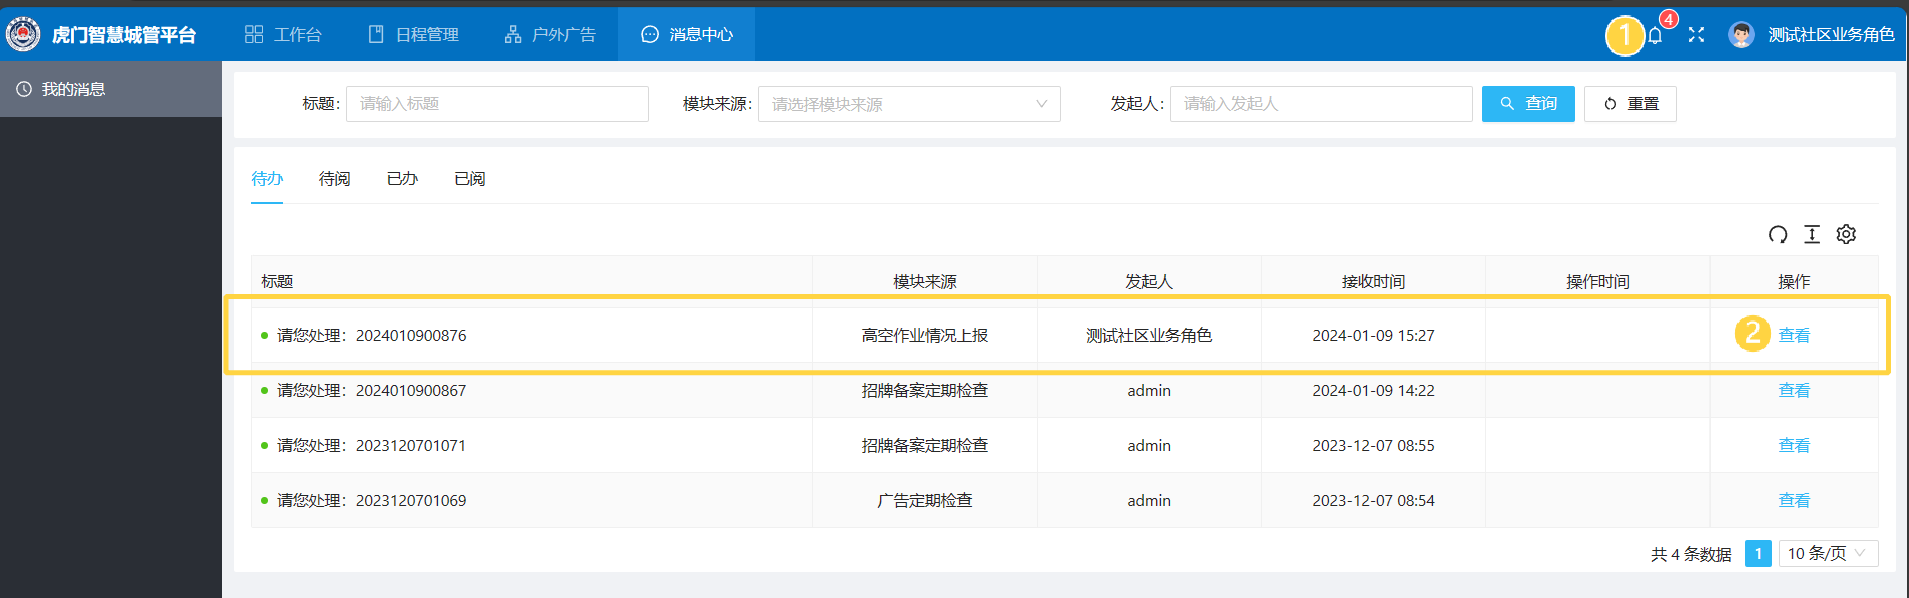 虎门智慧城管平台 工作台 日程管理 户外广告 消息中心 1 4 测试社区业务角色
我的消息
标题: 请输入标题 模块来源: 请选择模块来源 发起人: 请输入发起人 查询 重置
待办 待阅 已办 已阅
标题 模块来源 发起人 接收时间 操作时间 操作
请您处理：2024010900876 高空作业情况上报 测试社区业务角色 2024-01-09 15:27 2 查看
请您处理：2024010900867 招牌备案定期检查 admin 2024-01-09 14:22 查看
请您处理：2023120701071 招牌备案定期检查 admin 2023-12-07 08:55 查看
请您处理：2023120701069 广告定期检查 admin 2023-12-07 08:54 查看
共 4 条数据 1 10 条/页